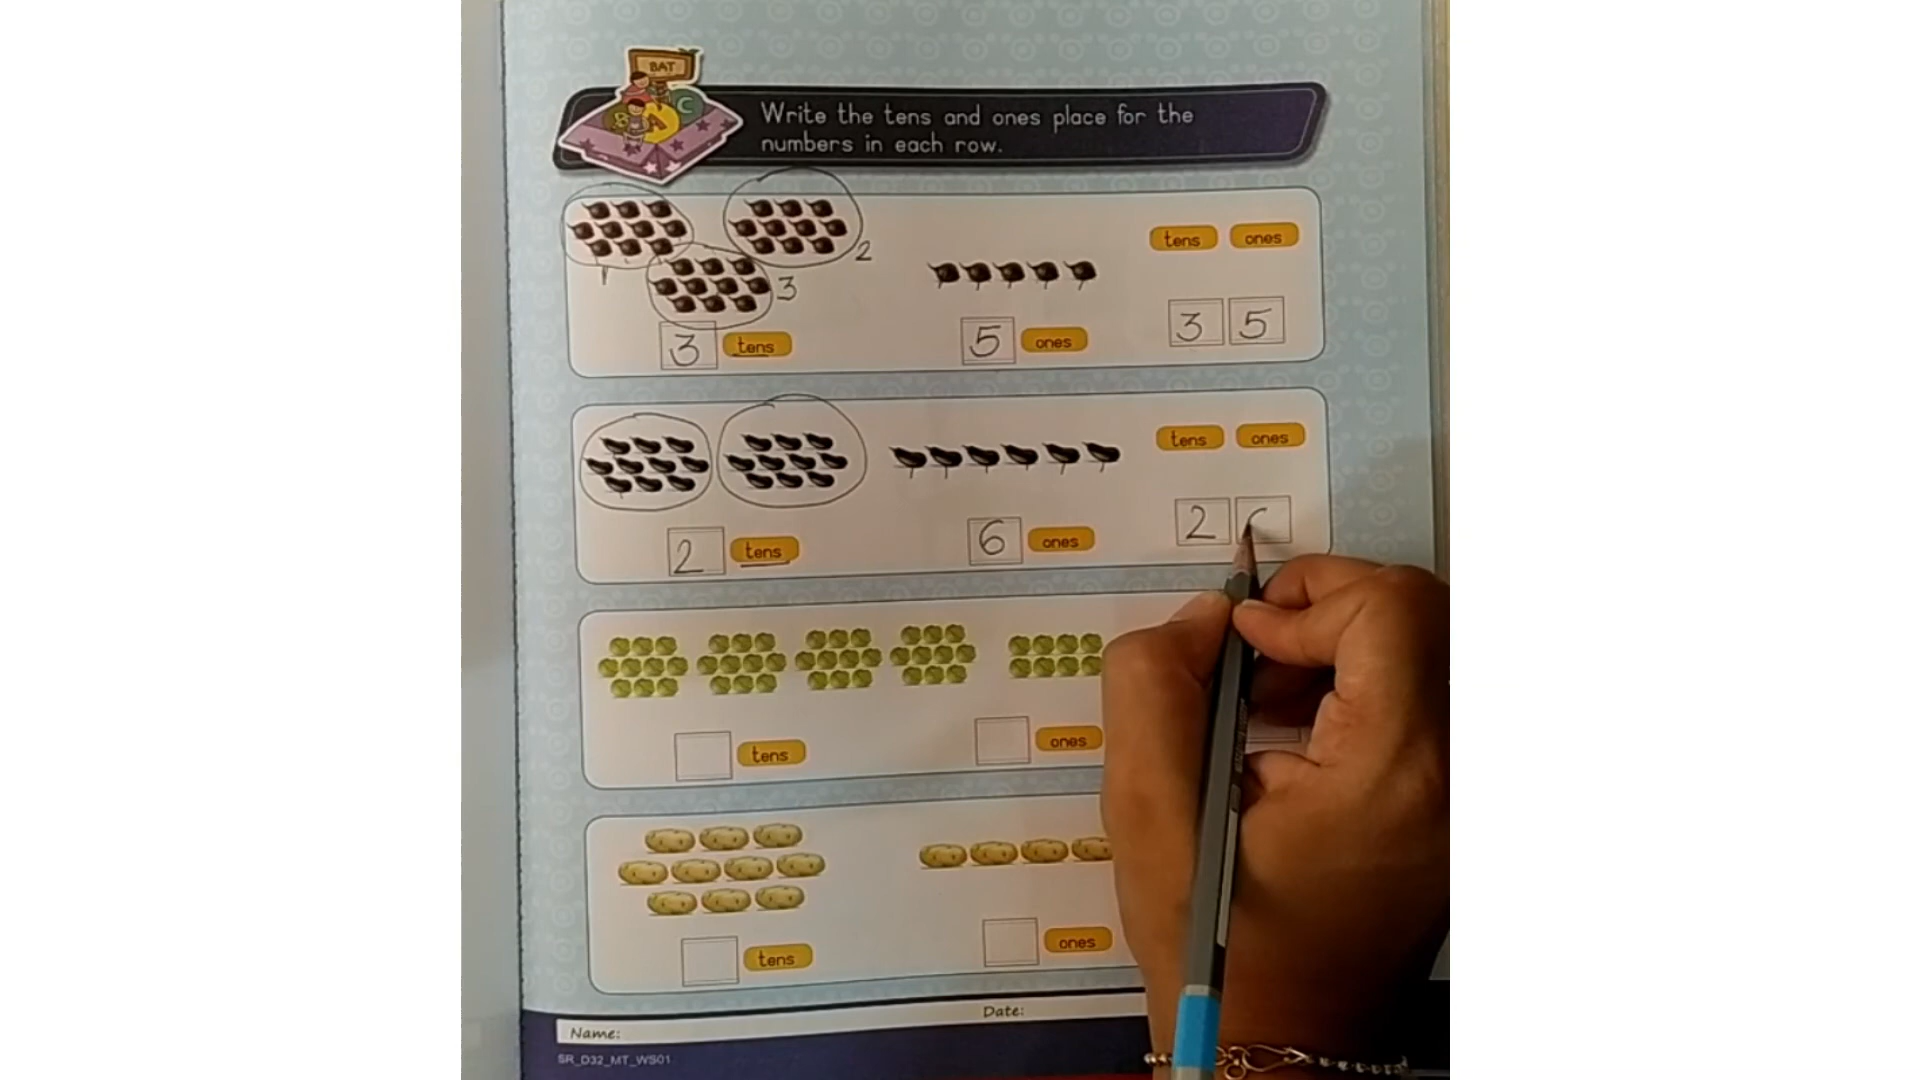 BAT
Write the tens and ones place for the
numbers in each row.
1
2
3
tens ones
3 tens
5 ones
3 5
tens ones
2 tens
6 ones
2
tens
ones
tens
ones
Name:
Date:
SR_D32_MT_WS01